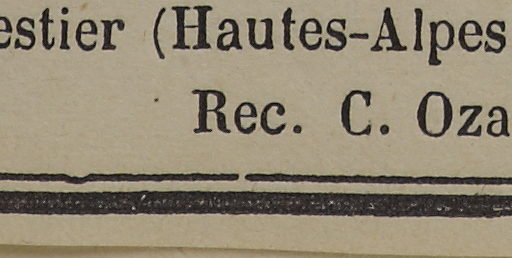 estier (Hautes-Alpes
Rec. C. Oza